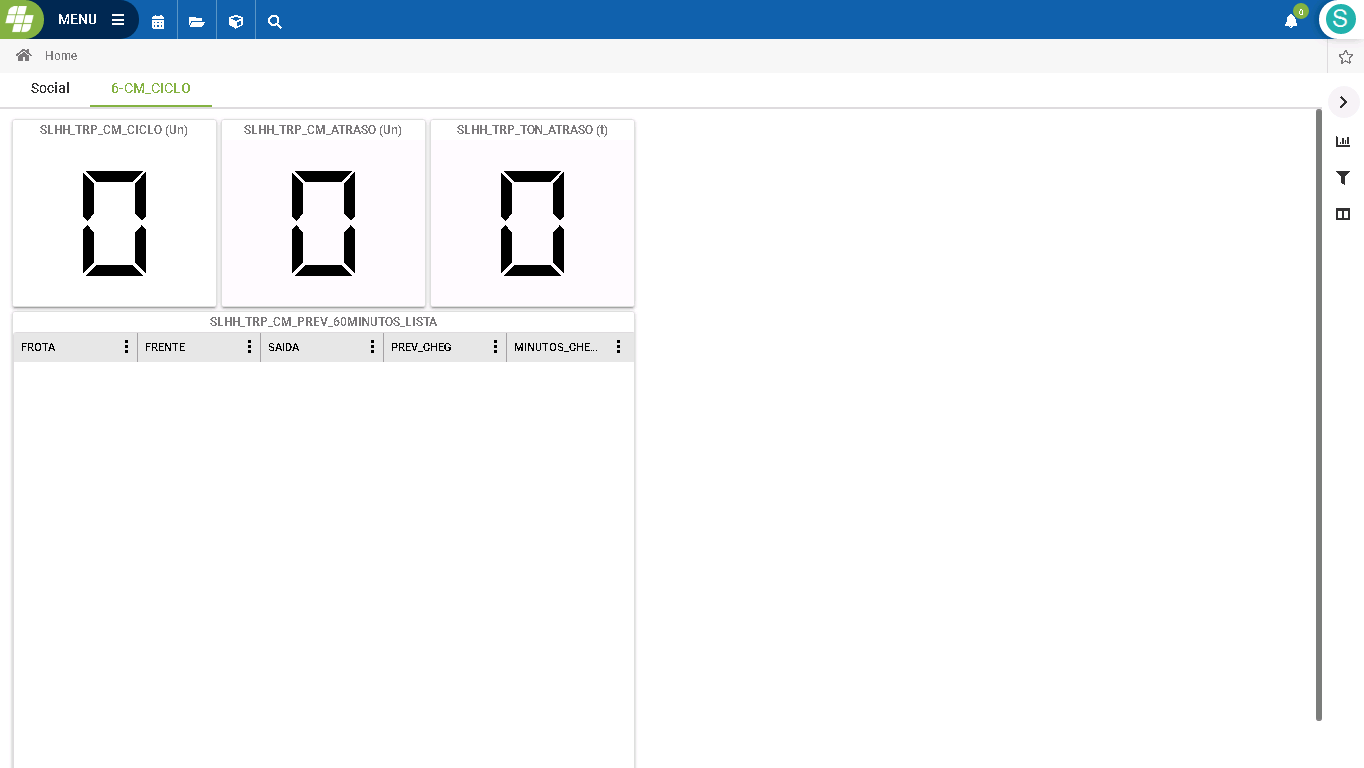 MENU
0
S
Home
Social
6-CM_CICLO
SLHH_TRP_CM_CICLO (Un)
SLHH_TRP_CM_ATRASO (Un)
SLHH_TRP_TON_ATRASO (t)
0
0
0
SLHH_TRP_CM_PREV_60MINUTOS_LISTA
FROTA
FRENTE
SAIDA
PREV_CHEG
MINUTOS_CHE...